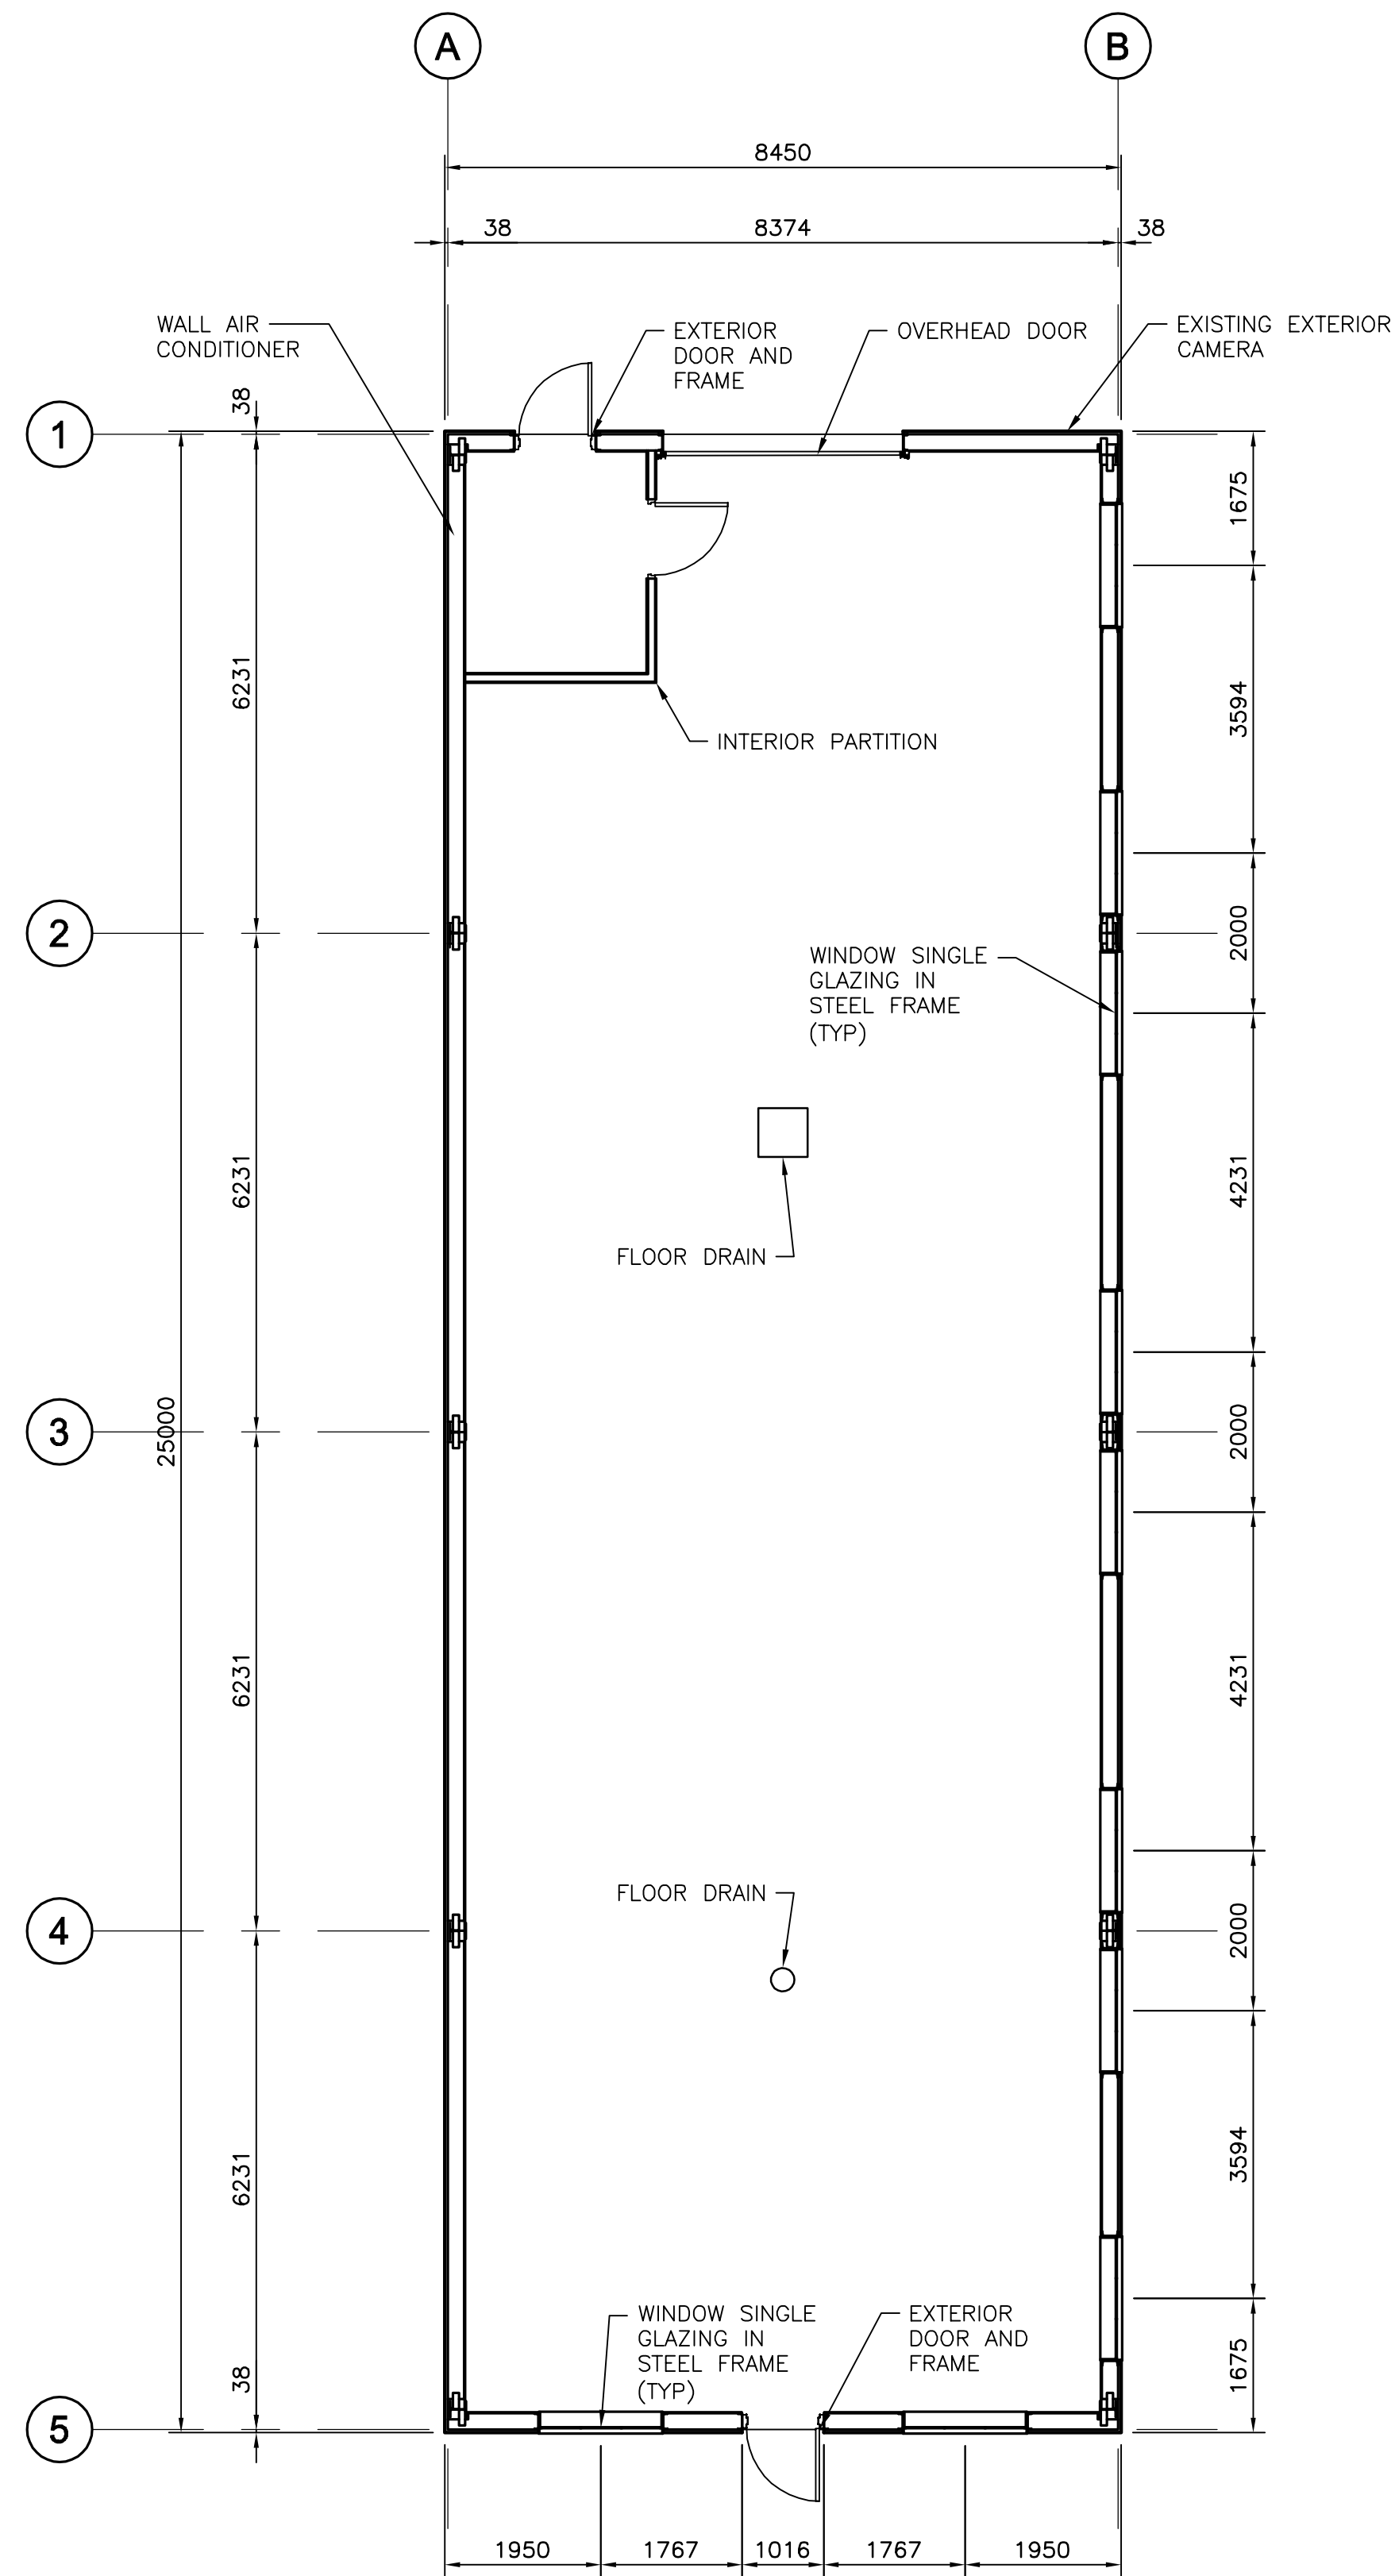 A
B
8450
38
8374
38
WALL AIR
CONDITIONER
EXTERIOR
DOOR AND
FRAME
OVERHEAD DOOR
EXISTING EXTERIOR
CAMERA
38
1
1675
6231
3594
INTERIOR PARTITION
2
2000
WINDOW SINGLE
GLAZING IN
STEEL FRAME
(TYP)
6231
4231
FLOOR DRAIN
25000
3
2000
6231
4231
FLOOR DRAIN
4
2000
6231
3594
WINDOW SINGLE
GLAZING IN
STEEL FRAME
(TYP)
EXTERIOR
DOOR AND
FRAME
38
1675
5
1950
1767
1016
1767
1950